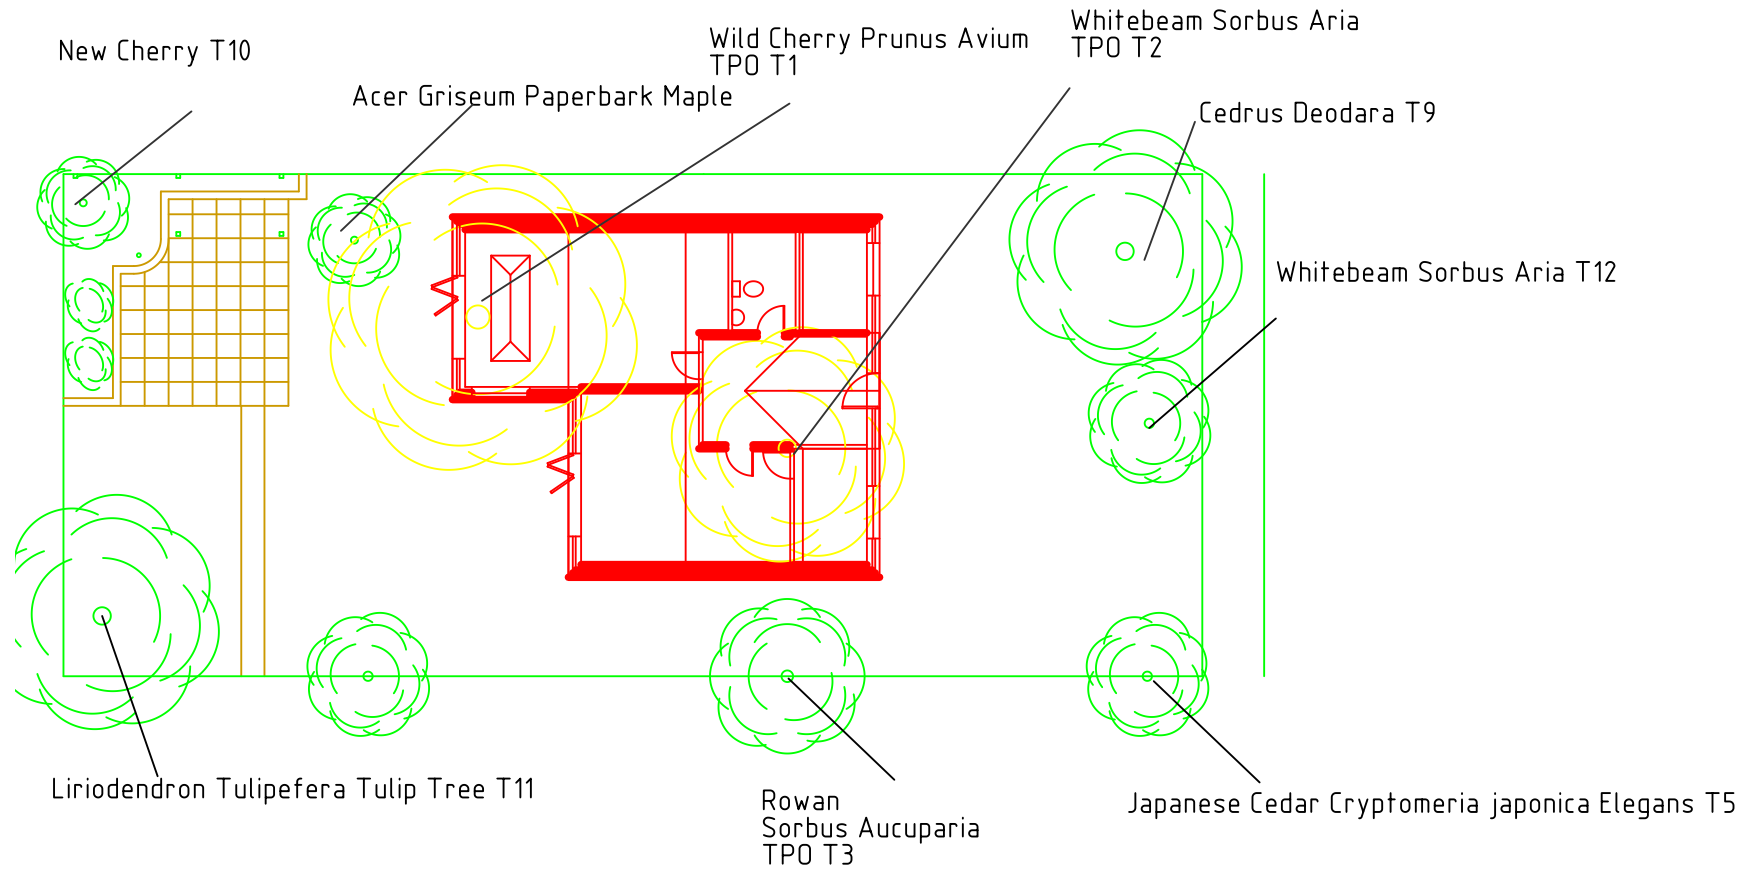 New Cherry T10
Acer Griseum Paperbark Maple
Wild Cherry Prunus Avium
TPO T1
Whitebeam Sorbus Aria
TPO T2
Cedrus Deodara T9
Whitebeam Sorbus Aria T12
Liriodendron Tulipefera Tulip Tree T11
Rowan
Sorbus Aucuparia
TPO T3
Japanese Cedar Cryptomeria japonica Elegans T5